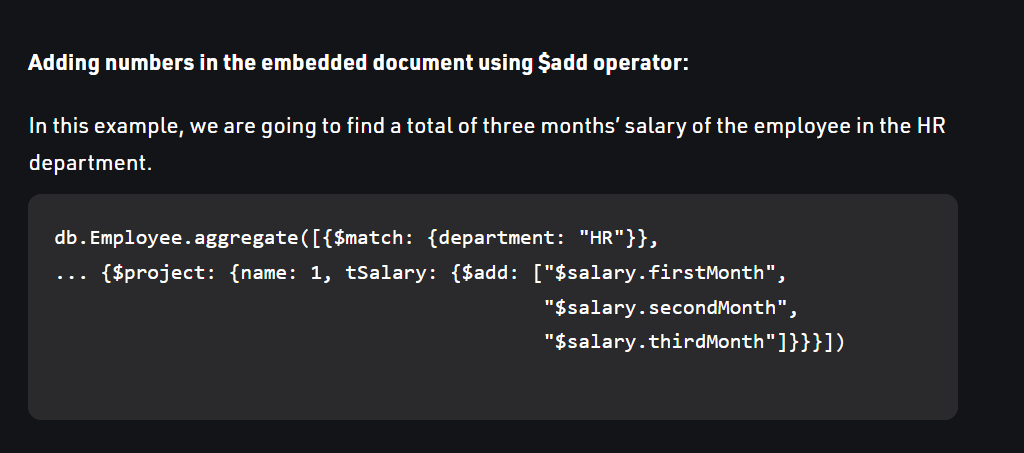 Adding numbers in the embedded document using $add operator:
In this example, we are going to find a total of three months’ salary of the employee in the HR
department.
db.Employee.aggregate([{$match: {department: "HR"}},
... {$project: {name: 1, tSalary: {$add: ["$salary.firstMonth",
"$salary.secondMonth",
"$salary.thirdMonth"]}}}])